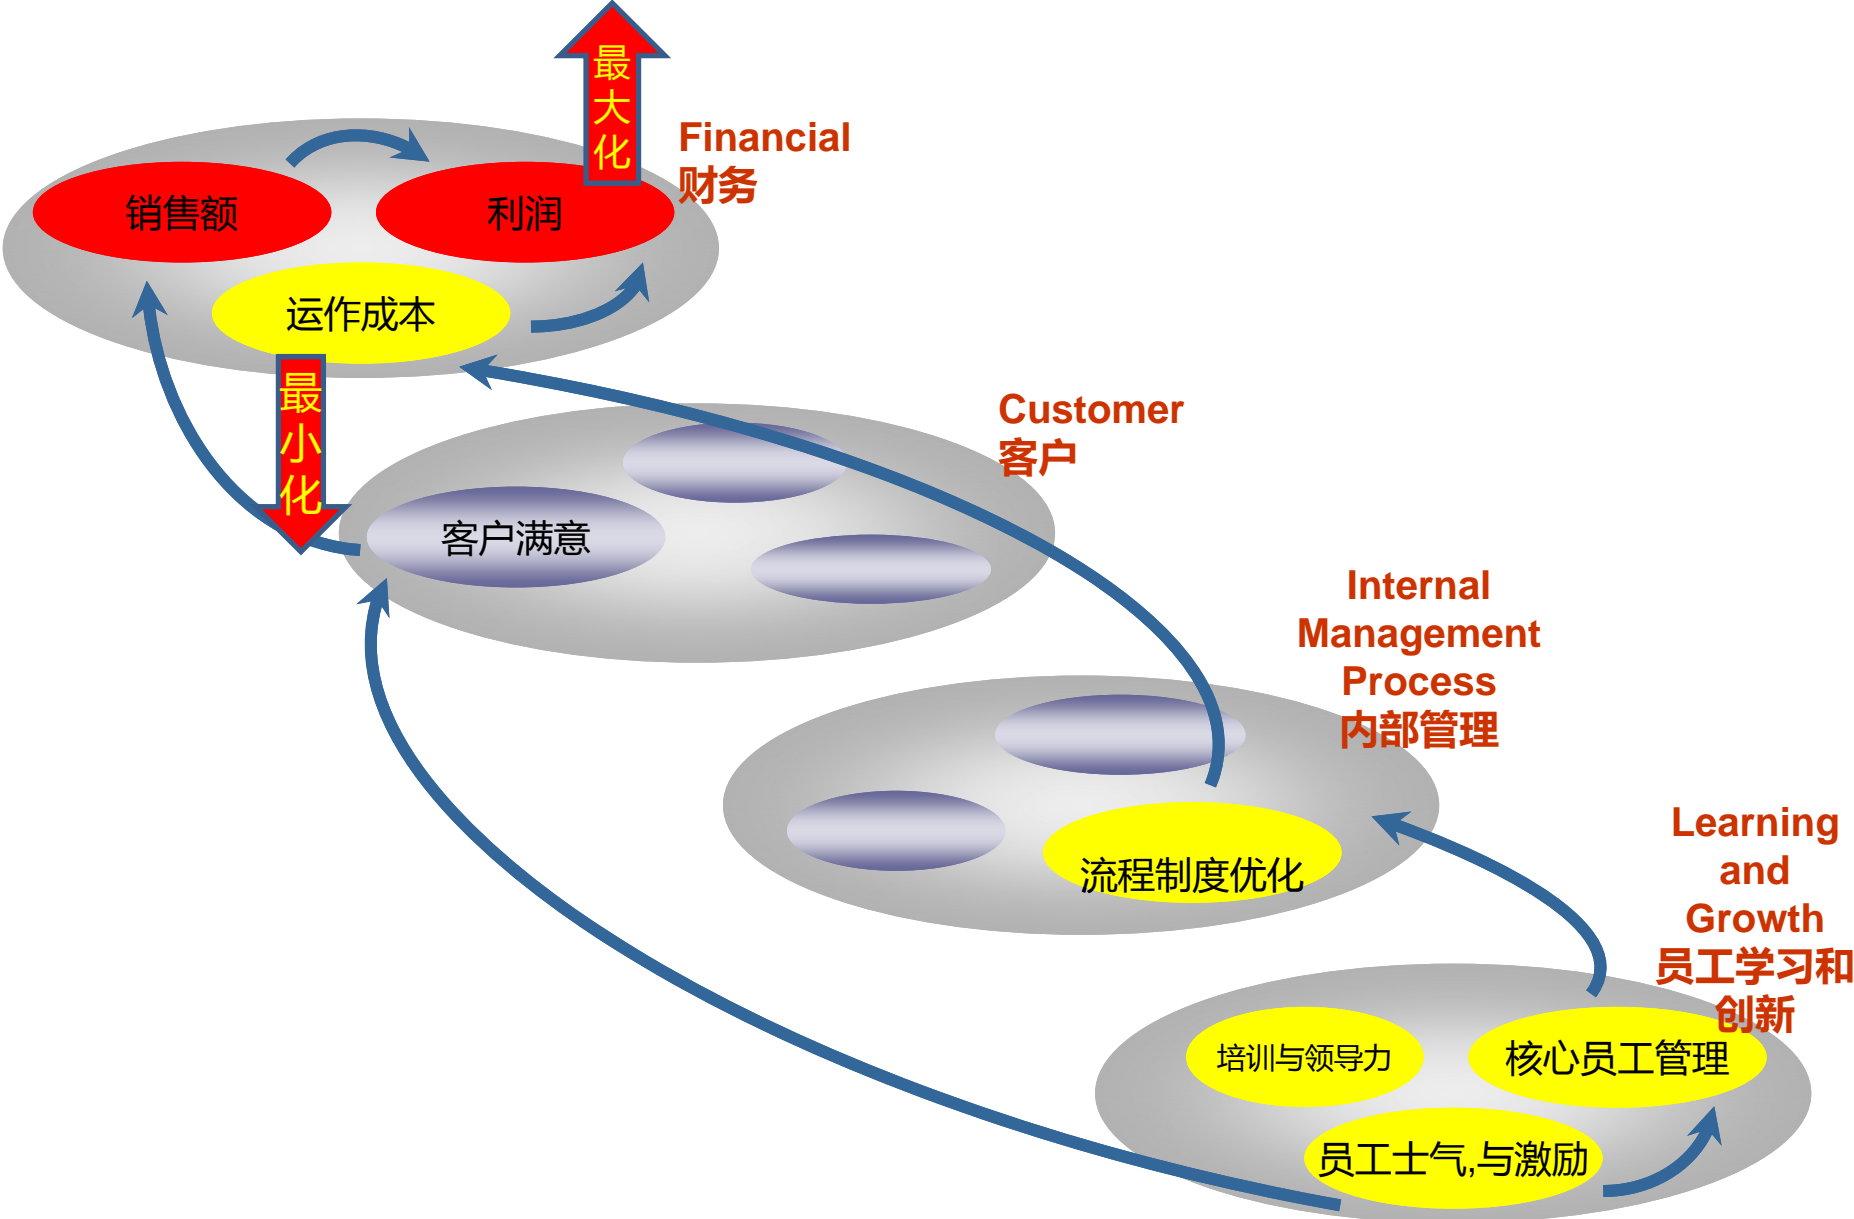 最
大
化
Financial
财务
销售额
利润
运作成本
最
小
化
Customer
客户
客户满意
Internal
Management
Process
内部管理
流程制度优化
Learning
and
Growth
员工学习和
创新
培训与领导力
核心员工管理
员工士气,与激励